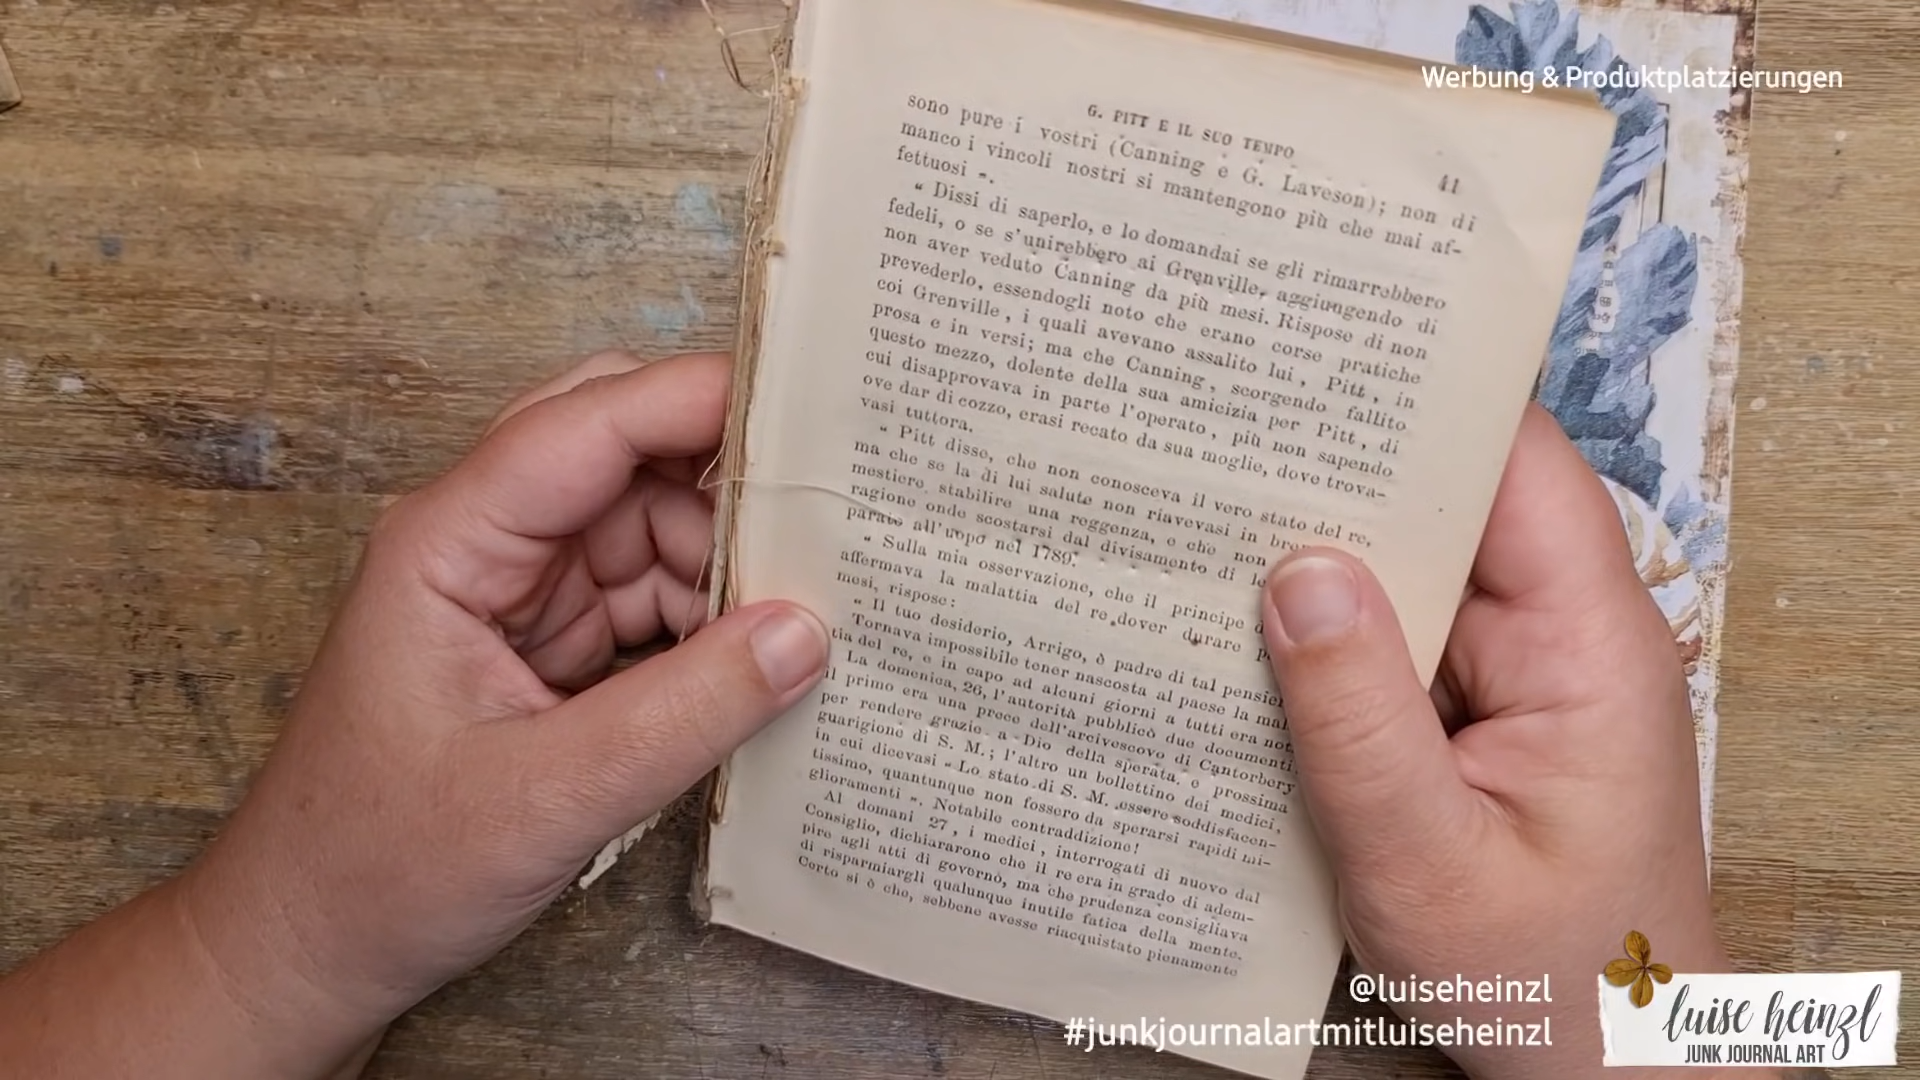 Werbung & Produktplatzierungen
G. PITT E IL SUO TEMPO
41
sono pure i vostri (Canning e G. Laveson); non di
manco i vincoli nostri si mantengono più che mai af-
fettuosi „.
“ Dissi di saperlo, e lo domandai se gli rimarrebbero
fedeli, o se s'unirebbero ai Grenville, aggiungendo di
non aver veduto Canning da più mesi. Rispose di non
prevederlo, essendogli noto che erano corse pratiche
coi Grenville, i quali avevano assalito lui, Pitt, in
prosa e in versi; ma che Canning, scorgendo fallito
questo mezzo, dolente della sua amicizia per Pitt, di
cui disapprovava in parte l'operato, più non sapendo
ove dar di cozzo, erasi recato da sua moglie, dove trova-
vasi tuttora.
“ Pitt disse, che non conosceva il vero stato del re,
ma che se la di lui salute non riavevasi in
mestiere stabilire una reggenza, e che non
ragione onde scostarsi dal divisamento di
parato all'uopo nel 1789.
“ Sulla mia osservazione, che il principe
affermava la malattia del re dover durare
mesi, rispose:
“ Il tuo desiderio, Arrigo, è padre di tal
Tornava impossibile tener nascosta al paese la
tia del re, e in capo ad alcuni giorni a tutti era
La domenica, 26, l'autorità pubblicò due documenti
il primo era una prece dell'arcivescovo di Cantorbery
per rendere grazie a Dio della sperata e prossima
guarigione di S. M.; l'altro un bollettino dei medici,
in cui dicevasi “ Lo stato di S. M. essere soddisfacen-
tissimo, quantunque non fossero da sperarsi rapidi mi-
glioramenti „. Notabile contraddizione!
Al domani 27, i medici, interrogati di nuovo dal
Consiglio, dichiararono che il re era in grado di adem-
pire agli atti di governo, ma che prudenza consigliava
di risparmiargli qualunque inutile fatica della mente.
Certo si è che, sebbene avesse riacquistato pienamente
@luiseheinzl
#junkjournalartmitluiseheinzl
luise heinzl
JUNK JOURNAL ART